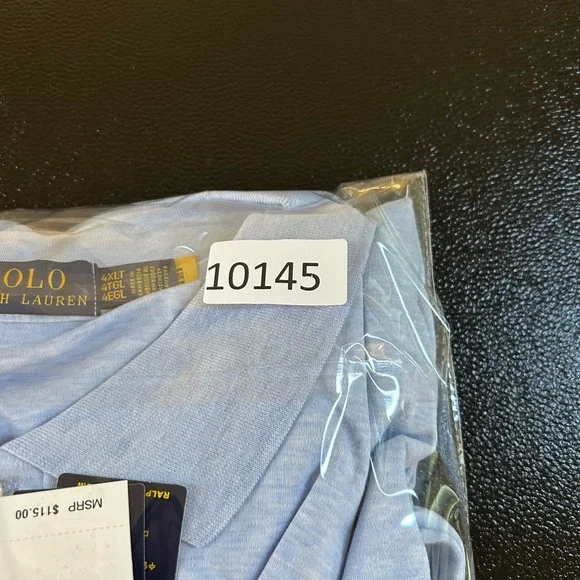 10145
OLO
H LAUREN
4XLT
4TGL
4EGL
RALP
MSRP $115.00